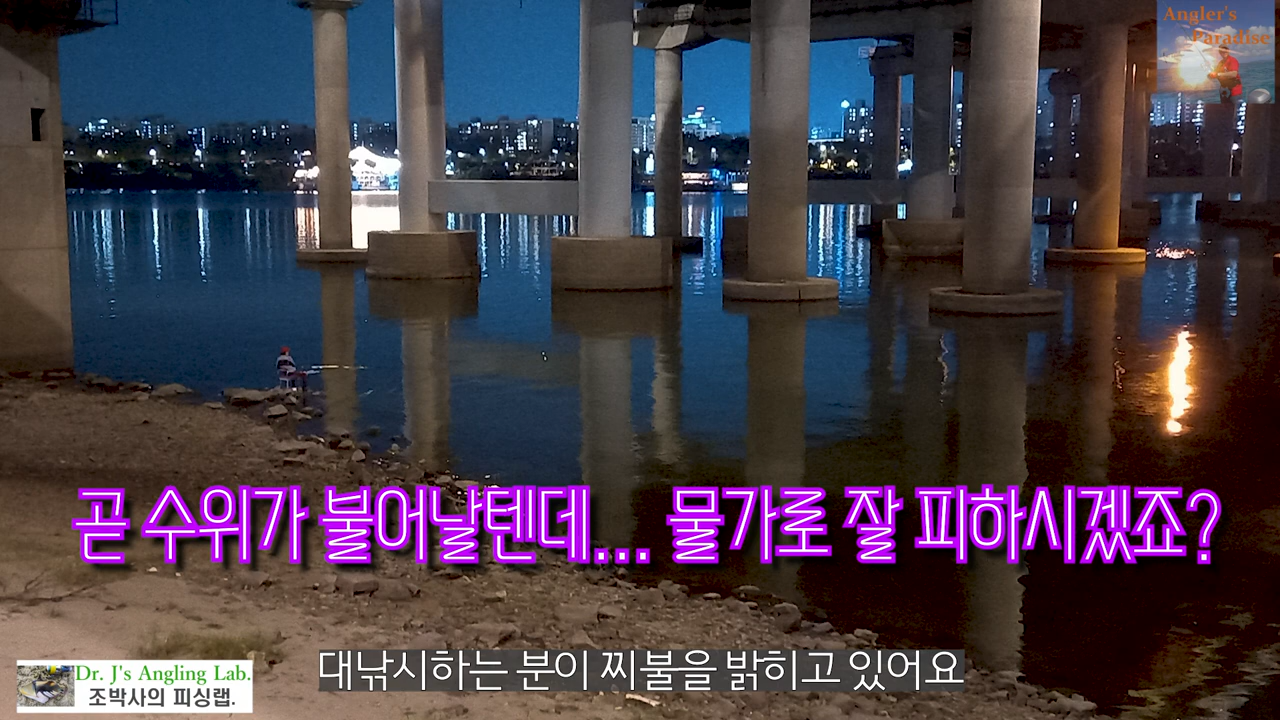 Angler's
Paradise
곧 수위가 불어날텐데... 물가로 잘 피하시겠죠?
대낚시하는 분이 찌불을 밝히고 있어요
Dr. J's Angling Lab.
조박사의 피싱랩.